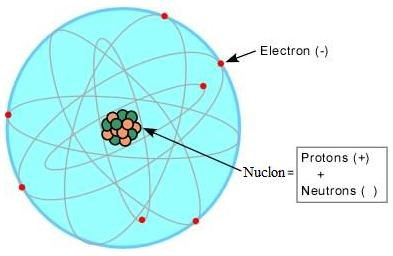 Electron (-)
Nuclon =
Protons (+)
+
Neutrons ( )